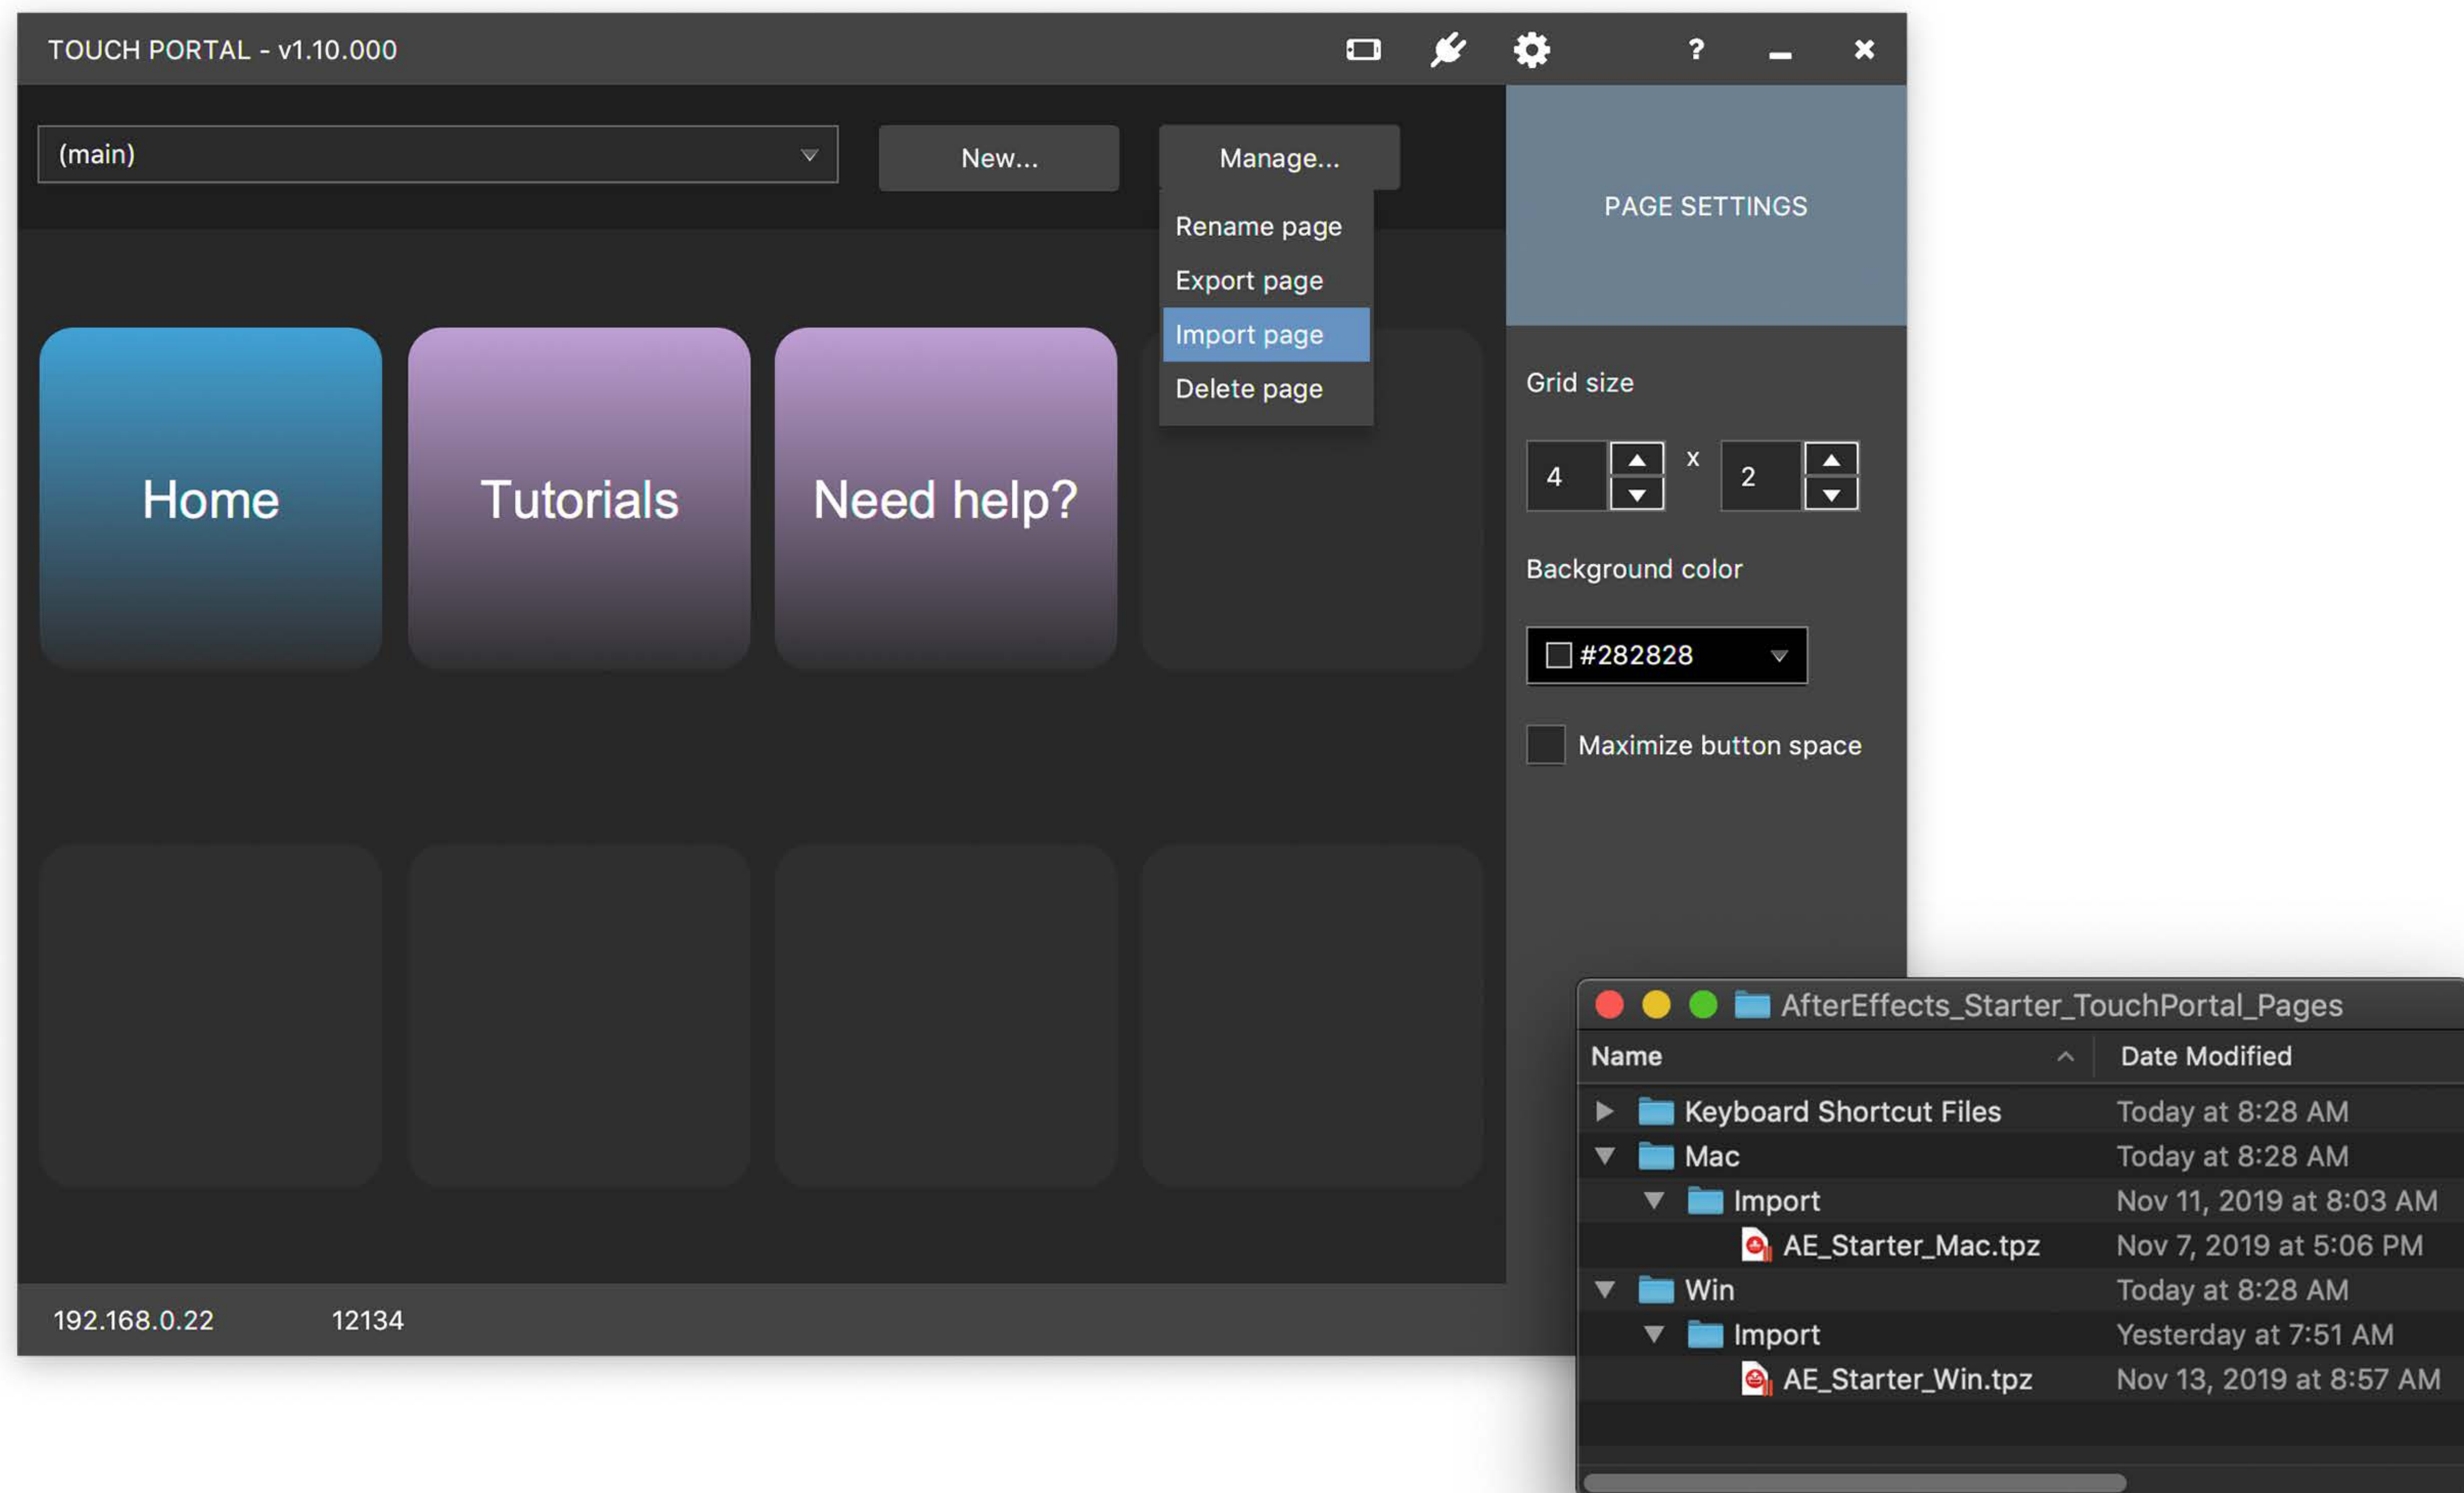 TOUCH PORTAL - v1.10.000
?
(main)
New...
Manage...
Rename page
Export page
Import page
Delete page
PAGE SETTINGS
Home
Tutorials
Need help?
Grid size
4 x 2
Background color
#282828
Maximize button space
192.168.0.22 12134
AfterEffects_Starter_TouchPortal_Pages
Name Date Modified
Keyboard Shortcut Files Today at 8:28 AM
Mac Today at 8:28 AM
Import Nov 11, 2019 at 8:03 AM
AE_Starter_Mac.tpz Nov 7, 2019 at 5:06 PM
Win Today at 8:28 AM
Import Yesterday at 7:51 AM
AE_Starter_Win.tpz Nov 13, 2019 at 8:57 AM